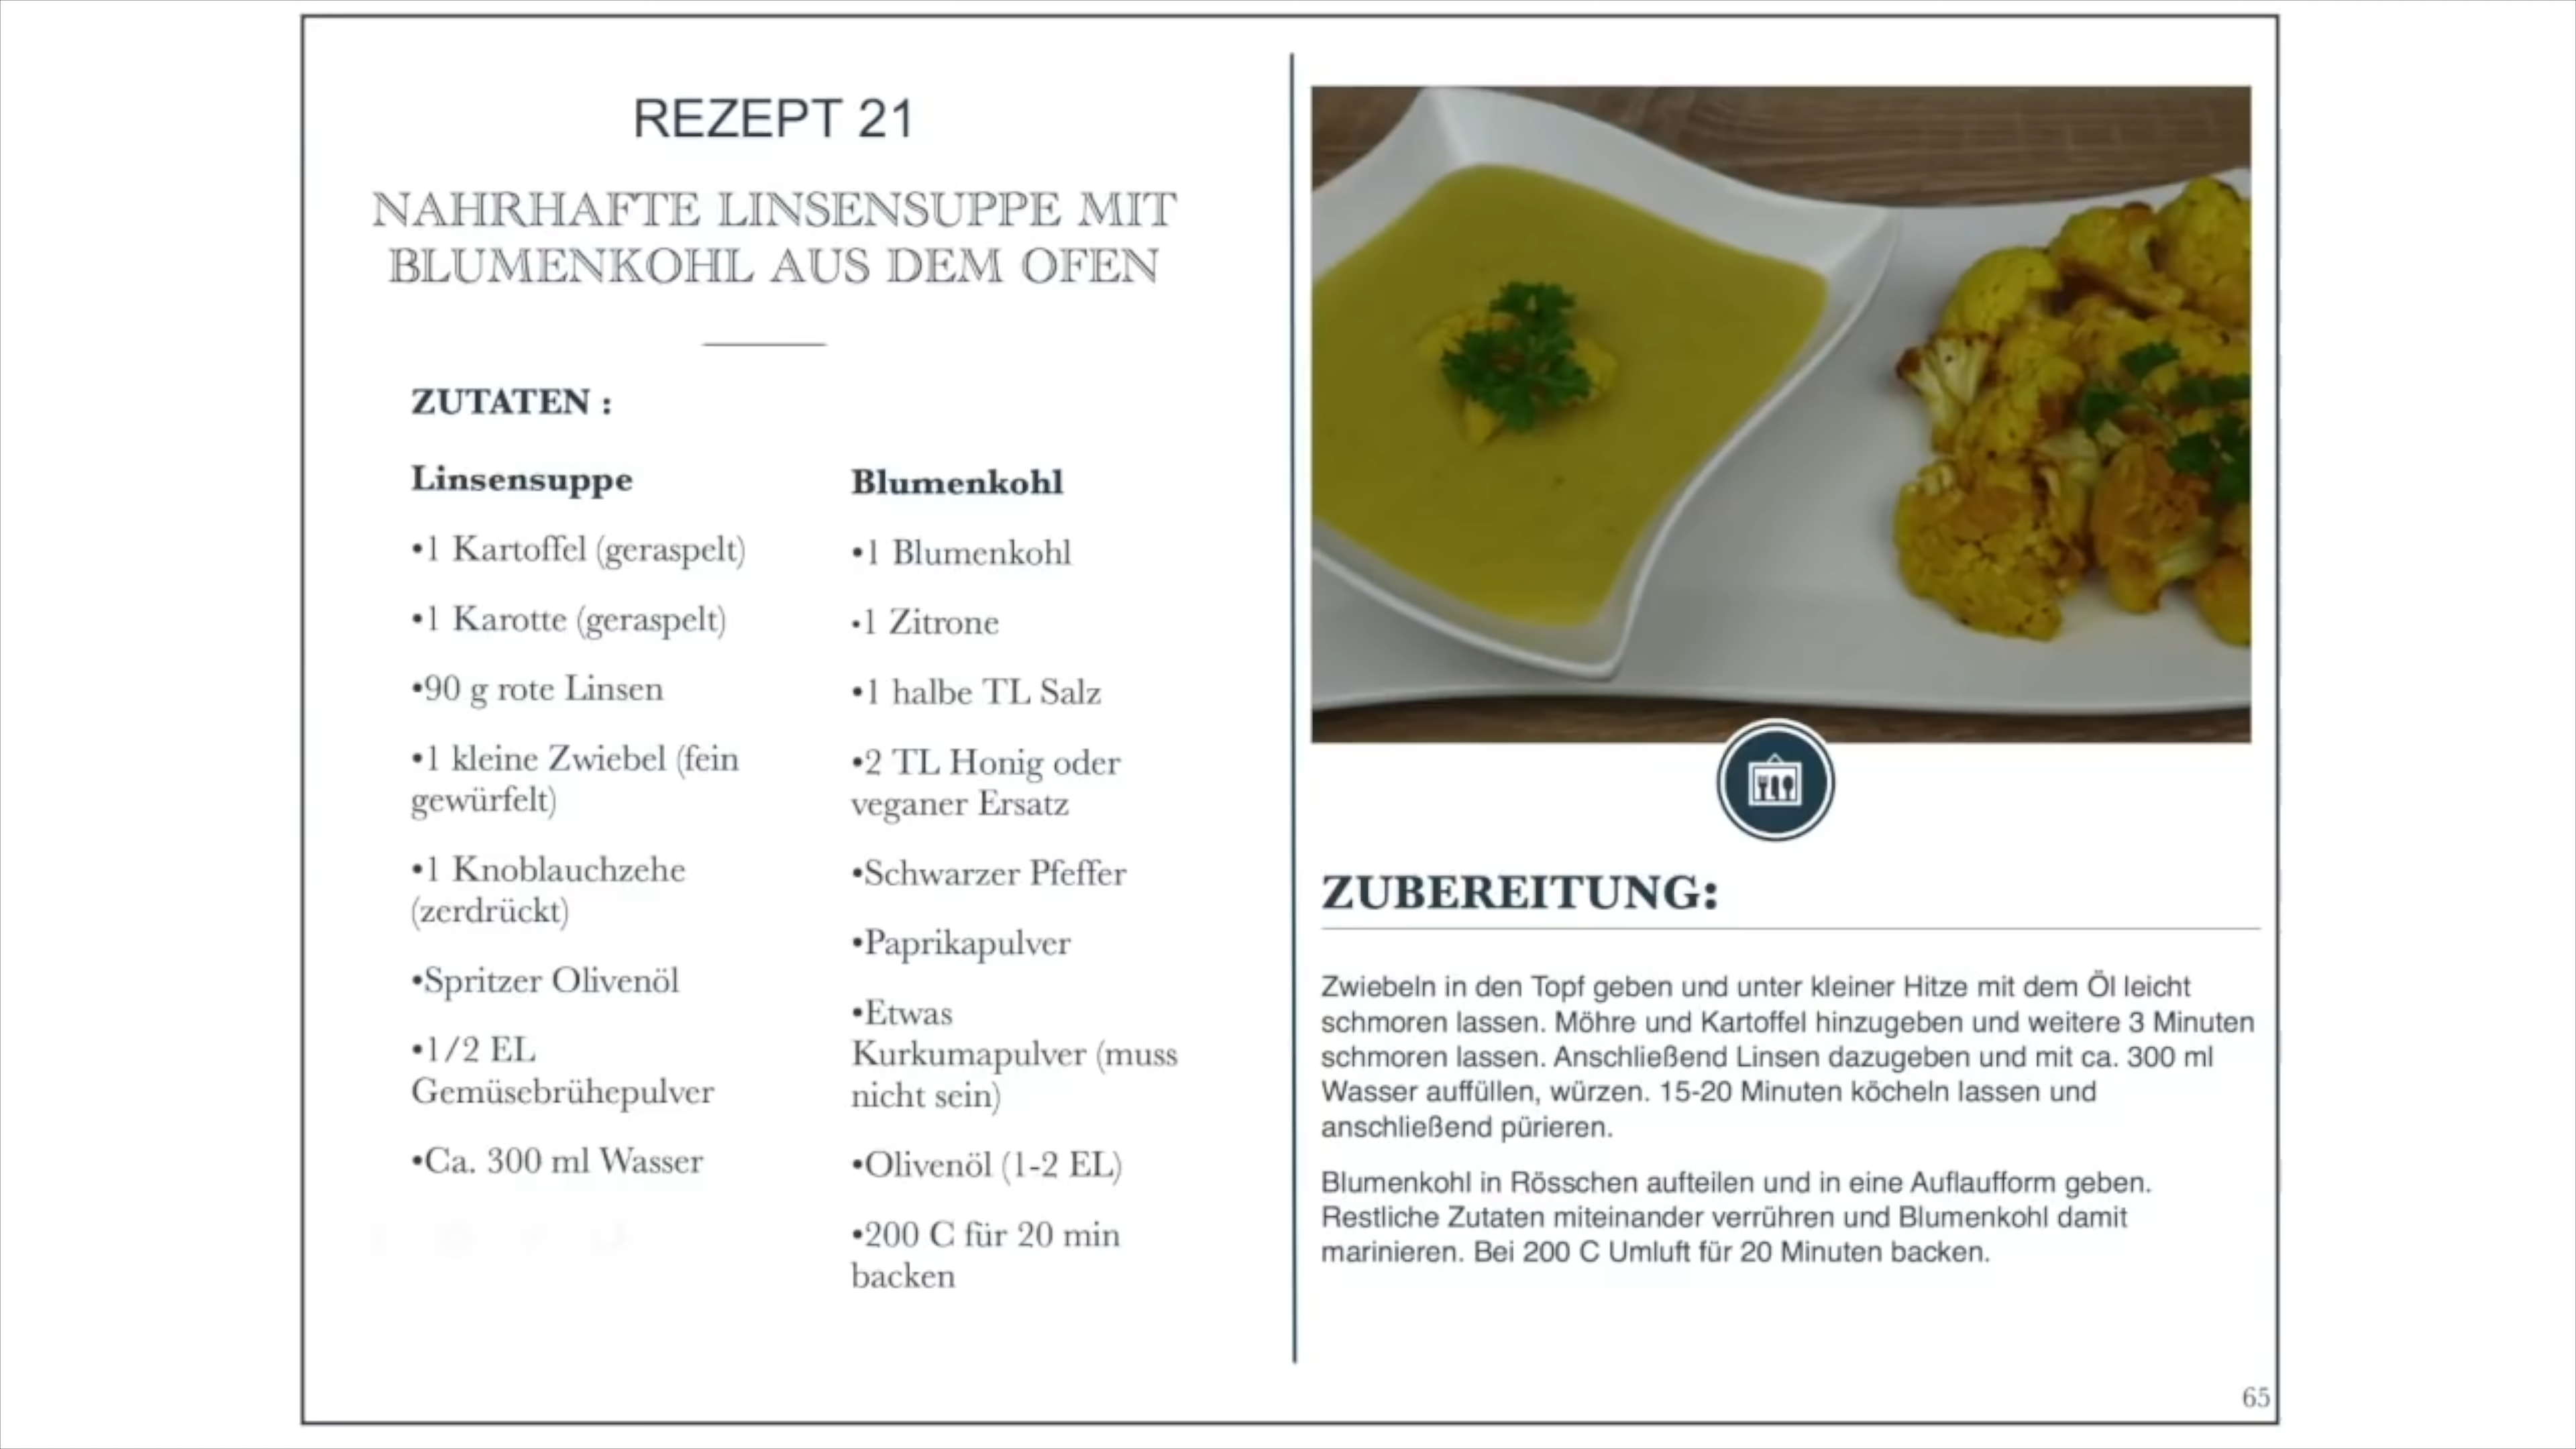 REZEPT 21
NAHRHAFTE LINSENSUPPE MIT
BLUMENKOHL AUS DEM OFEN
ZUTATEN :
Linsensuppe
•1 Kartoffel (geraspelt)
•1 Karotte (geraspelt)
•90 g rote Linsen
•1 kleine Zwiebel (fein
gewürfelt)
•1 Knoblauchzehe
(zerdrückt)
•Spritzer Olivenöl
•1/2 EL
Gemüsebrühepulver
•Ca. 300 ml Wasser
Blumenkohl
•1 Blumenkohl
•1 Zitrone
•1 halbe TL Salz
•2 TL Honig oder
veganer Ersatz
•Schwarzer Pfeffer
•Paprikapulver
•Etwas
Kurkumapulver (muss
nicht sein)
•Olivenöl (1-2 EL)
•200 C für 20 min
backen
ZUBEREITUNG:
Zwiebeln in den Topf geben und unter kleiner Hitze mit dem Öl leicht
schmoren lassen. Möhre und Kartoffel hinzugeben und weitere 3 Minuten
schmoren lassen. Anschließend Linsen dazugeben und mit ca. 300 ml
Wasser auffüllen, würzen. 15-20 Minuten köcheln lassen und
anschließend pürieren.
Blumenkohl in Rösschen aufteilen und in eine Auflaufform geben.
Restliche Zutaten miteinander verrühren und Blumenkohl damit
marinieren. Bei 200 C Umluft für 20 Minuten backen.
65